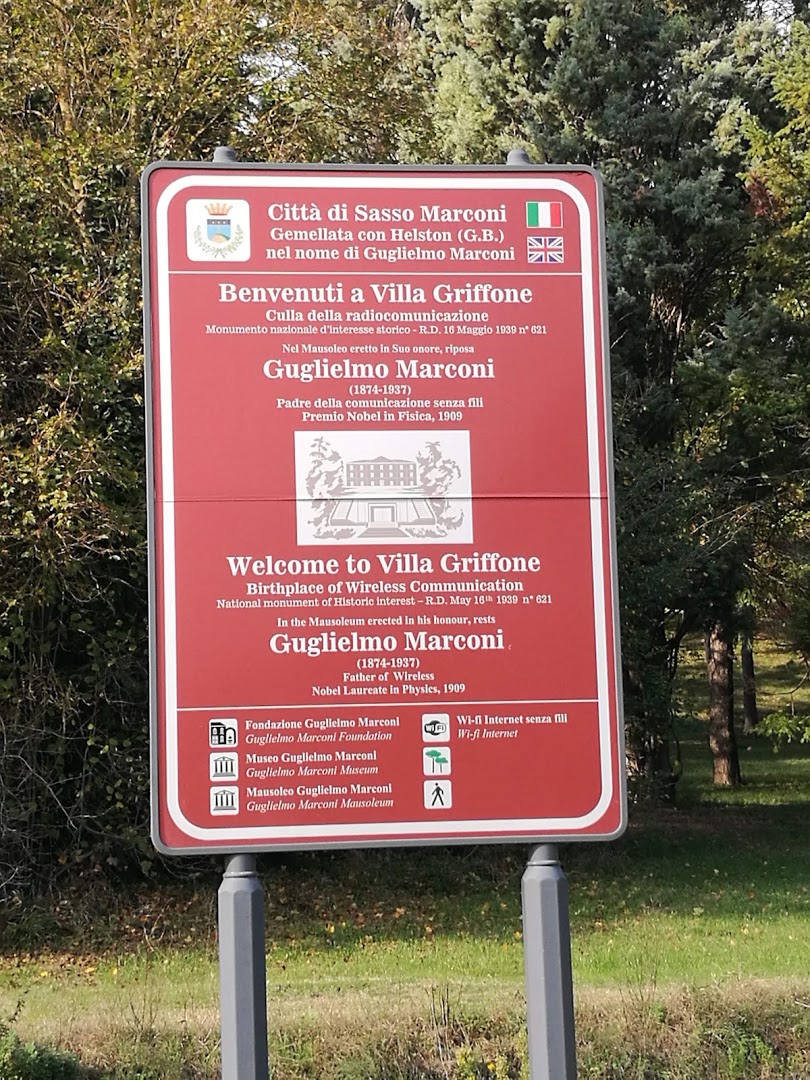 Città di Sasso Marconi
Gemellata con Helston (G.B.)
nel nome di Guglielmo Marconi
Benvenuti a Villa Griffone
Culla della radiocomunicazione
Monumento nazionale d'interesse storico - R.D. 16 Maggio 1939 n° 621
Nel Mausoleo eretto in Suo onore, riposa
Guglielmo Marconi
(1874-1937)
Padre della comunicazione senza fili
Premio Nobel in Fisica, 1909
Welcome to Villa Griffone
Birthplace of Wireless Communication
National monument of Historic interest – R.D. May 16th 1939 n° 621
In the Mausoleum erected in his honour, rests
Guglielmo Marconi
(1874-1937)
Father of Wireless
Nobel Laureate in Physics, 1909
Fondazione Guglielmo Marconi
Guglielmo Marconi Foundation
Museo Guglielmo Marconi
Guglielmo Marconi Museum
Mausoleo Guglielmo Marconi
Guglielmo Marconi Mausoleum
Wi Fi
Wi-fi Internet senza fili
Wi-fi Internet